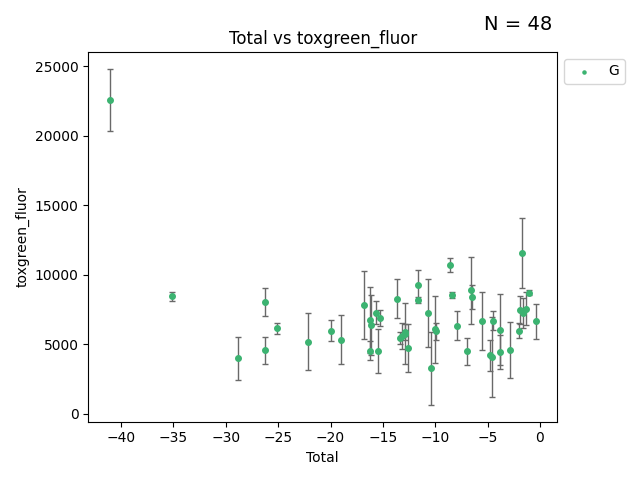 N = 48
Total vs toxgreen_fluor
G
25000
20000
15000
10000
5000
0
toxgreen_fluor
−40 −35 −30 −25 −20 −15 −10 −5 0
Total